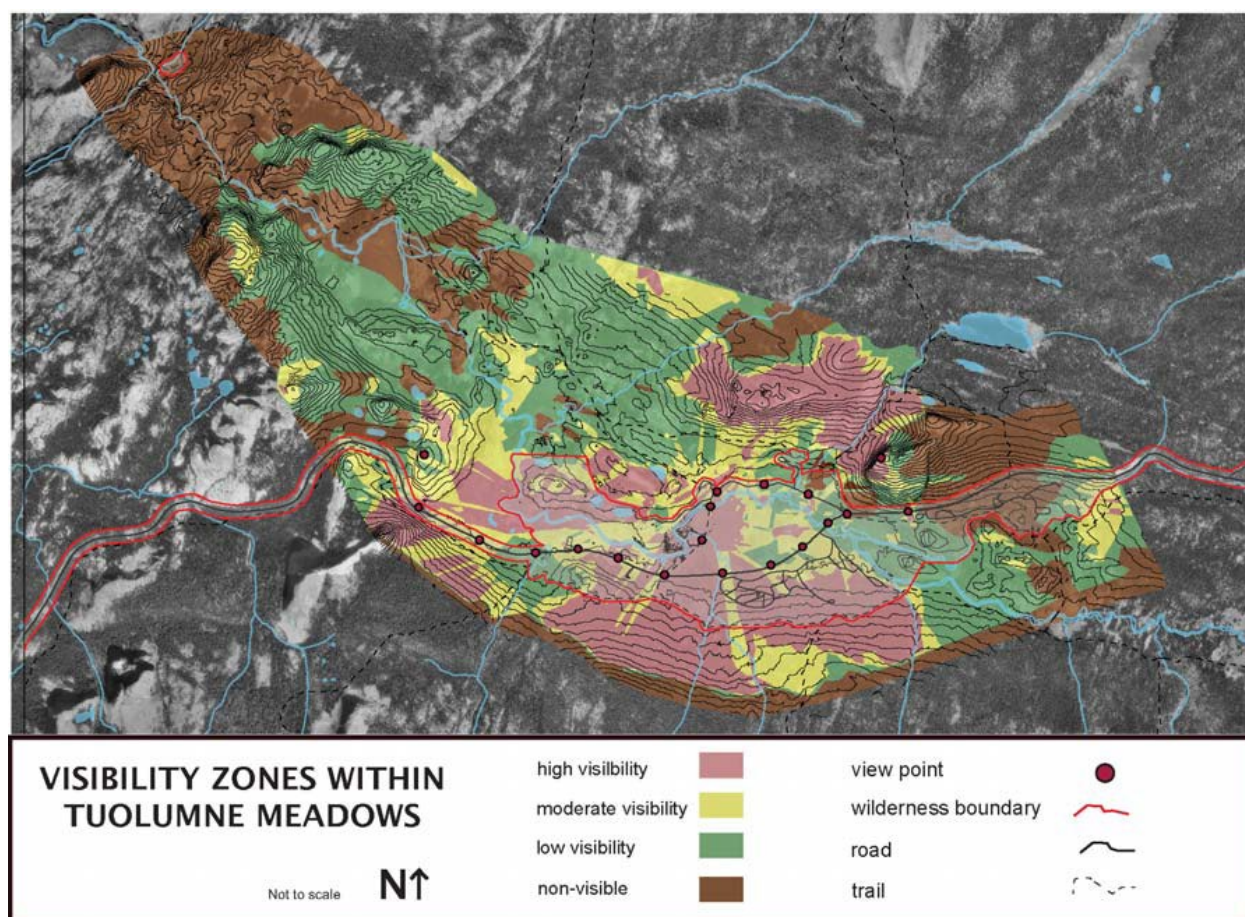 VISIBILITY ZONES WITHIN
TUOLUMNE MEADOWS
Not to scale
N↑
high visilbility
moderate visibility
low visibility
non-visible
view point
wilderness boundary
road
trail